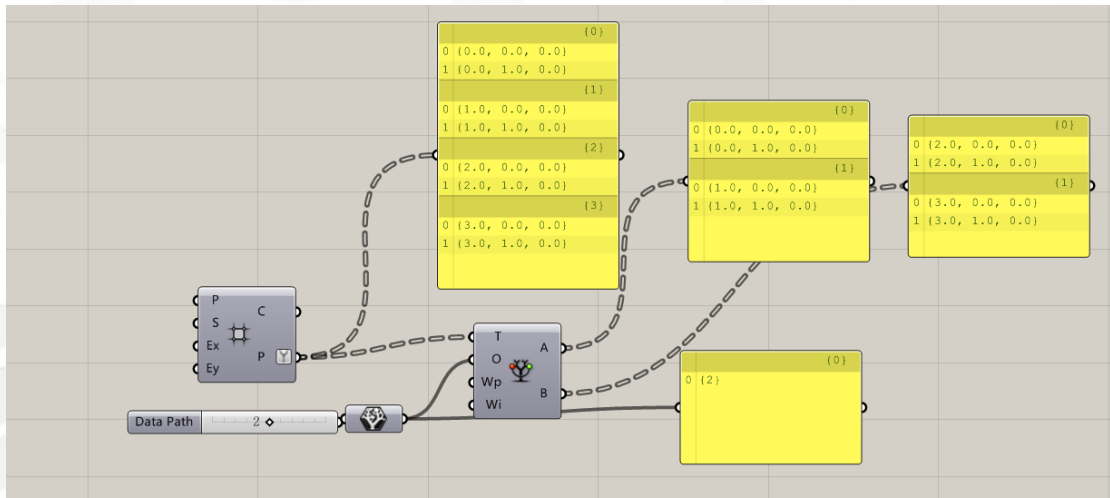 {0}
0 {0.0, 0.0, 0.0}
1 {0.0, 1.0, 0.0}
{1}
0 {1.0, 0.0, 0.0}
1 {1.0, 1.0, 0.0}
{2}
0 {2.0, 0.0, 0.0}
1 {2.0, 1.0, 0.0}
{3}
0 {3.0, 0.0, 0.0}
1 {3.0, 1.0, 0.0}
{0}
0 {0.0, 0.0, 0.0}
1 {0.0, 1.0, 0.0}
{1}
0 {1.0, 0.0, 0.0}
1 {1.0, 1.0, 0.0}
{0}
0 {2.0, 0.0, 0.0}
1 {2.0, 1.0, 0.0}
{1}
0 {3.0, 0.0, 0.0}
1 {3.0, 1.0, 0.0}
P
S
Ex
Ey
C
P
T
O
Wp
Wi
A
B
{0}
0 {2}
Data Path
2